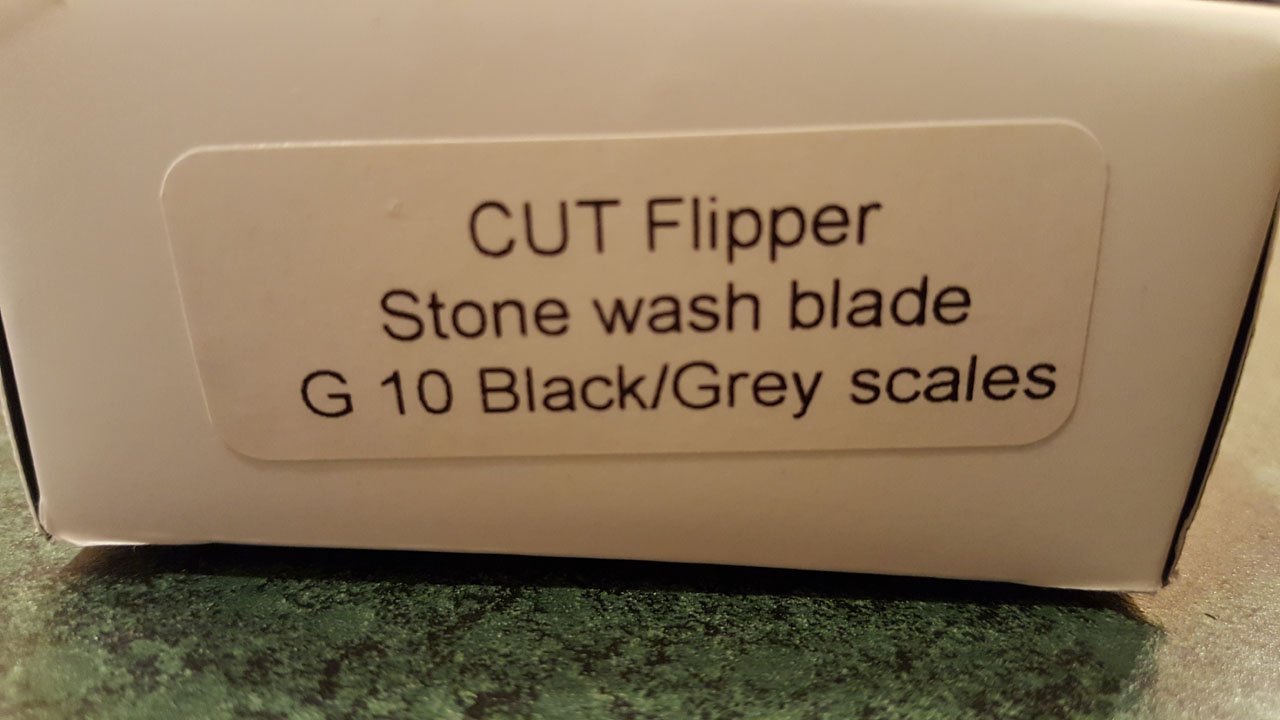 CUT Flipper
Stone wash blade
G 10 Black/Grey scales